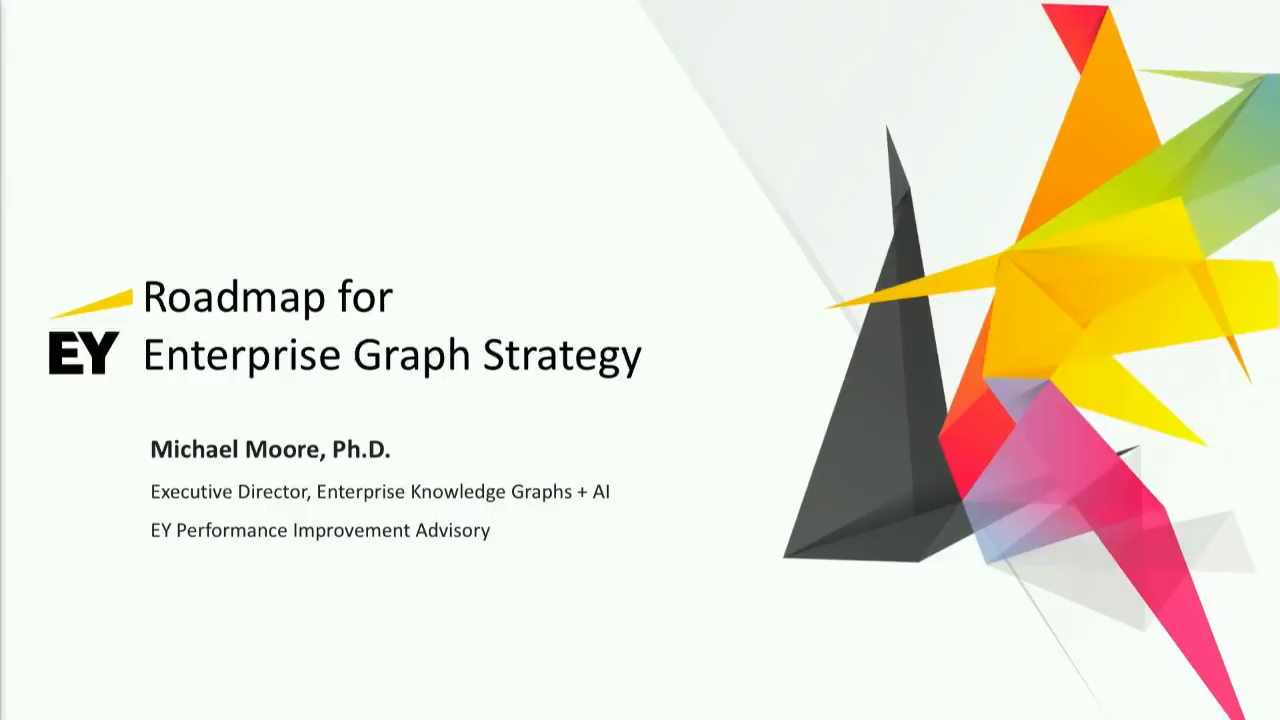 Roadmap for
EY Enterprise Graph Strategy
Michael Moore, Ph.D.
Executive Director, Enterprise Knowledge Graphs + AI
EY Performance Improvement Advisory